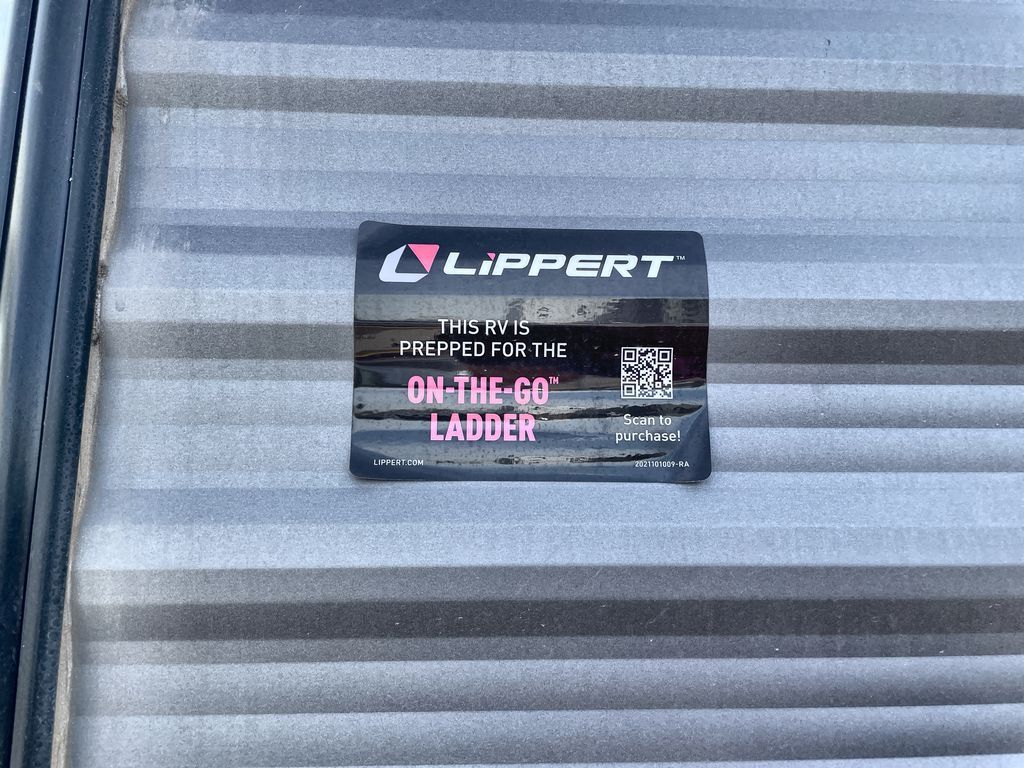 LIPPERT™
THIS RV IS
PREPPED FOR THE
ON-THE-GO™
LADDER
Scan to
purchase!
LIPPERT.COM
2021101009-RA